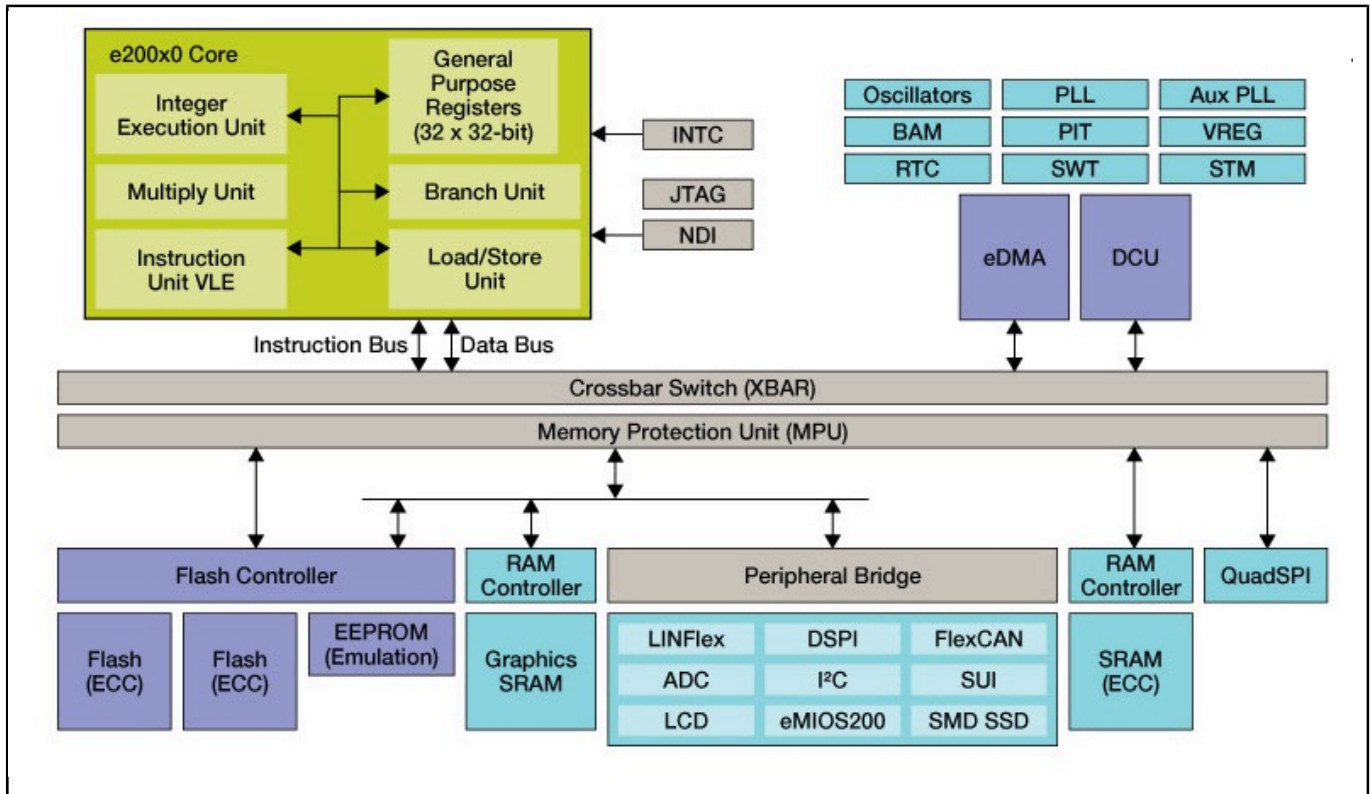 e200x0 Core
Integer
Execution Unit
General
Purpose
Registers
(32 x 32-bit)
Multiply Unit
Branch Unit
Instruction
Unit VLE
Load/Store
Unit
INTC
JTAG
NDI
Oscillators
PLL
Aux PLL
BAM
PIT
VREG
RTC
SWT
STM
eDMA
DCU
Instruction Bus
Data Bus
Crossbar Switch (XBAR)
Memory Protection Unit (MPU)
Flash Controller
RAM
Controller
Peripheral Bridge
RAM
Controller
QuadSPI
Flash
(ECC)
Flash
(ECC)
EEPROM
(Emulation)
Graphics
SRAM
LINFlex
DSPI
FlexCAN
ADC
I²C
SUI
LCD
eMIOS200
SMD SSD
SRAM
(ECC)